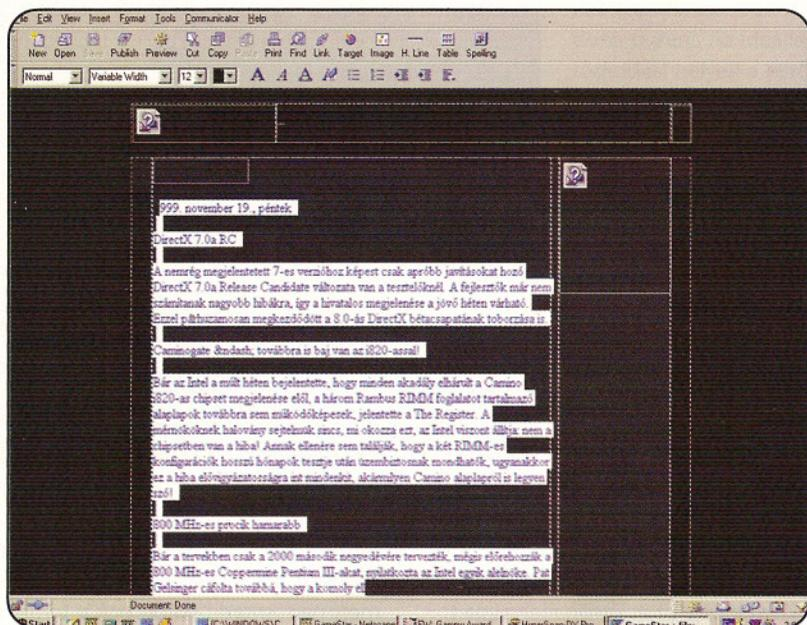 File Edit View Insert Format Tools Communicator Help
New Open Save Publish Preview Cut Copy Paste Print Find Link Target Image H. Line Table Spelling
Normal Variable Width 12
999. november 19., péntek
DirectX 7.0a RC
A nemrég megjelentetett 7-es verzióhoz képest csak apróbb javításokat hozó
DirectX 7.0a Release Candidate változata van a tesztelőknél. A fejlesztők már nem
számítanak nagyobb hibákra, így a hivatalos megjelenése a jövő héten várható.
Ezzel párhuzamosan megkezdődött a 8.0-ás DirectX bétacsapatának toborzása is.
Caminogate &ndash, továbbra is baj van az i820-assal!
Bár az Intel a múlt héten bejelentette, hogy minden akadály elhárult a Camino
i820-as chipset megjelenése elől, a három Rambus RIMM foglalatot tartalmazó
alaplapok továbbra sem működőképesek, jelentette a The Register. A
mérnököknek halovány sejtelmük sincs, mi okozza ezt, az Intel viszont állítja: nem a
chipsetben van a hiba! Annak ellenére sem találják, hogy a két RIMM-es
konfigurációk hosszú hónapok tesztje után üzembiztosnak mondhatók, ugyanakkor
ez a hiba elővigyázatosságra int mindenkit, akármilyen Camino alaplapról is legyen
szó!
800 MHz-es procik hamarabb
Bár a tervekben csak a 2000 második negyedévére tervezték, mégis előrehozzák a
800 MHz-es Coppermine Pentium III-akat, nyilatkozta az Intel egyik alelnöke. Pat
Gelsinger cáfolta továbbá, hogy a komoly el
Document: Done
Start GameStar - Netscape HyperSnap-DX Pro GameStar